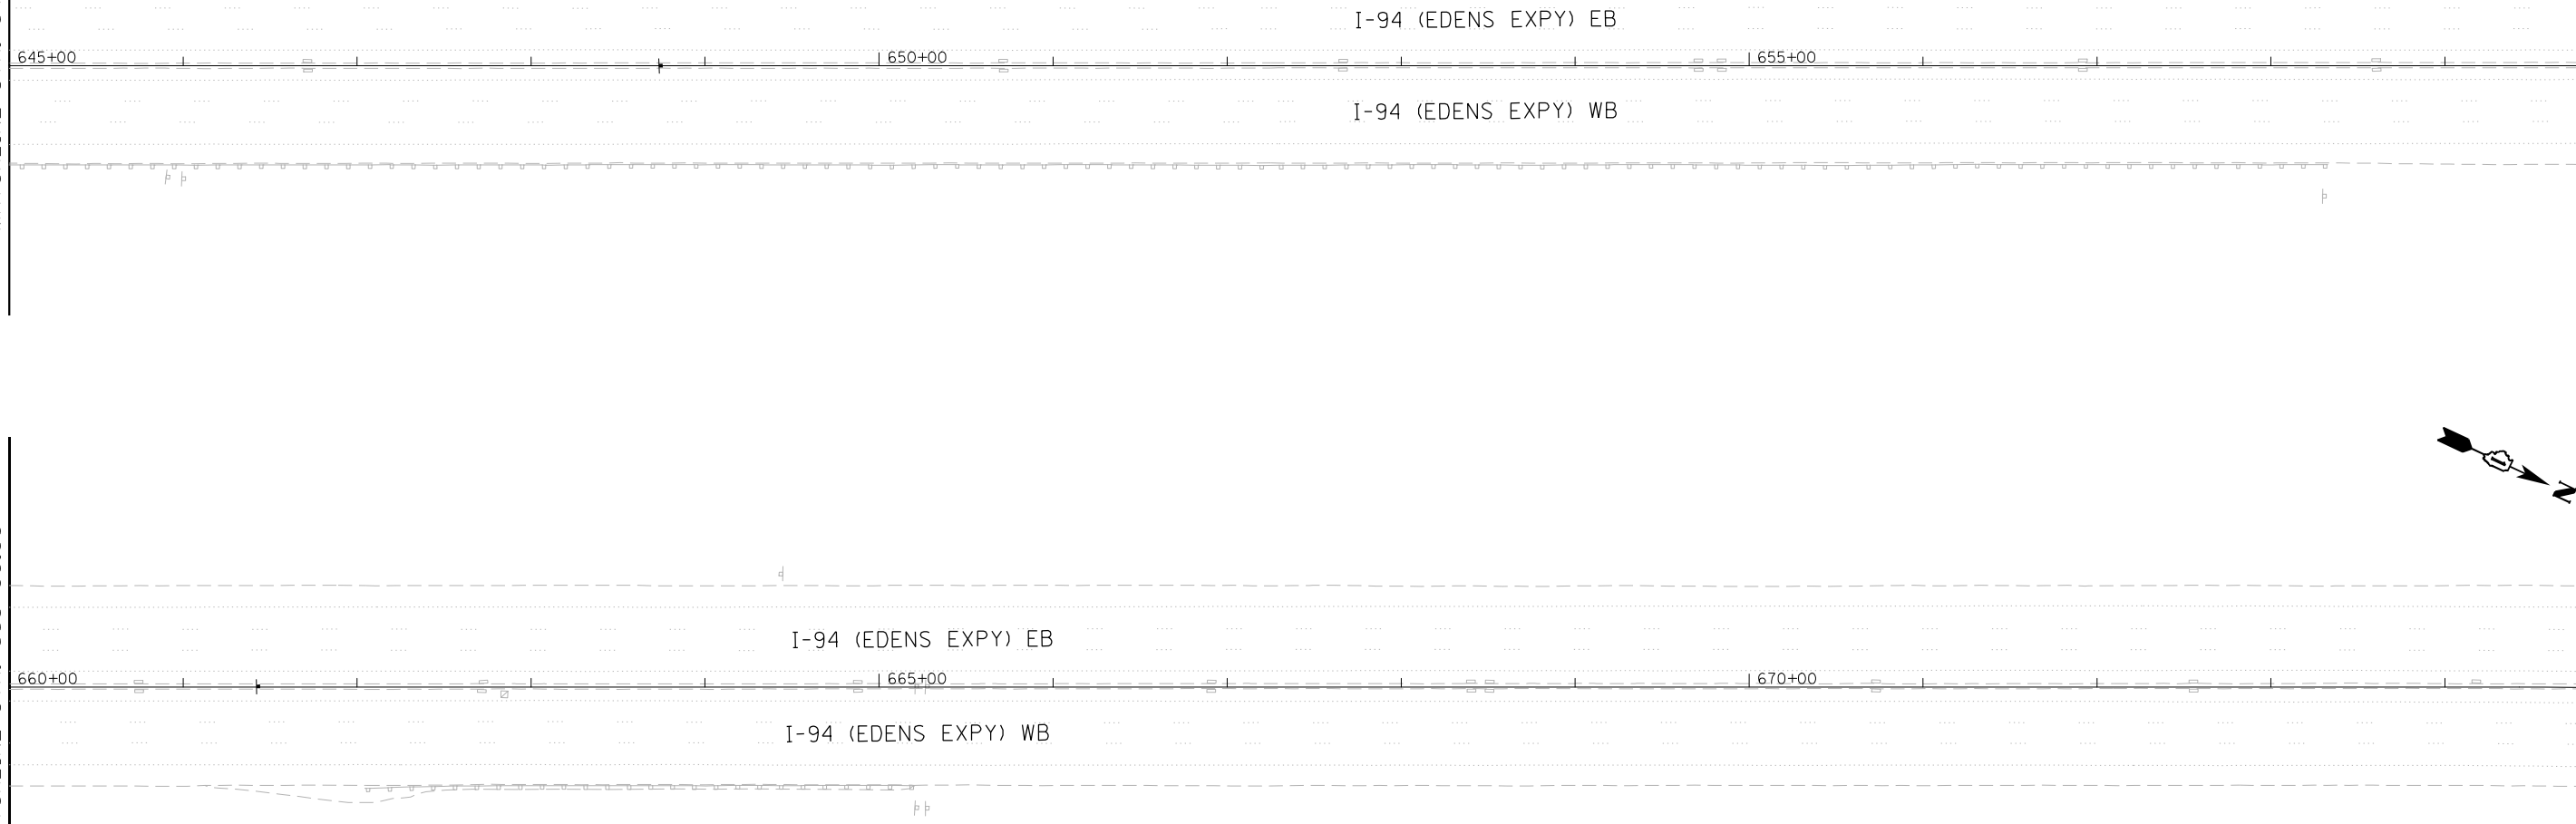 I-94 (EDENS EXPY) EB
645+00 650+00 655+00
I-94 (EDENS EXPY) WB
N
I-94 (EDENS EXPY) EB
660+00 665+00 670+00
I-94 (EDENS EXPY) WB